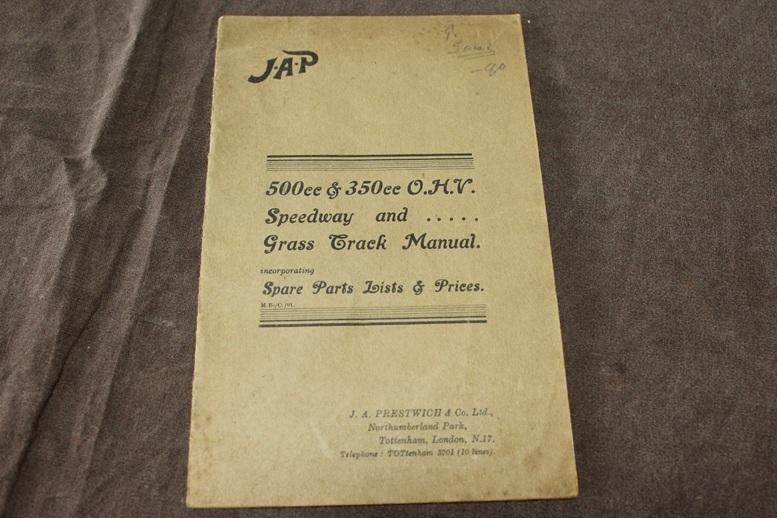 J.A.P
500cc & 350cc O.H.V.
Speedway and .....
Grass Track Manual.
incorporating
Spare Parts Lists & Prices.
J. A. PRESTWICH & Co. Ltd.,
Northumberland Park,
Tottenham, London, N.17.
Telephone : TOTtenham 3701 (10 lines).